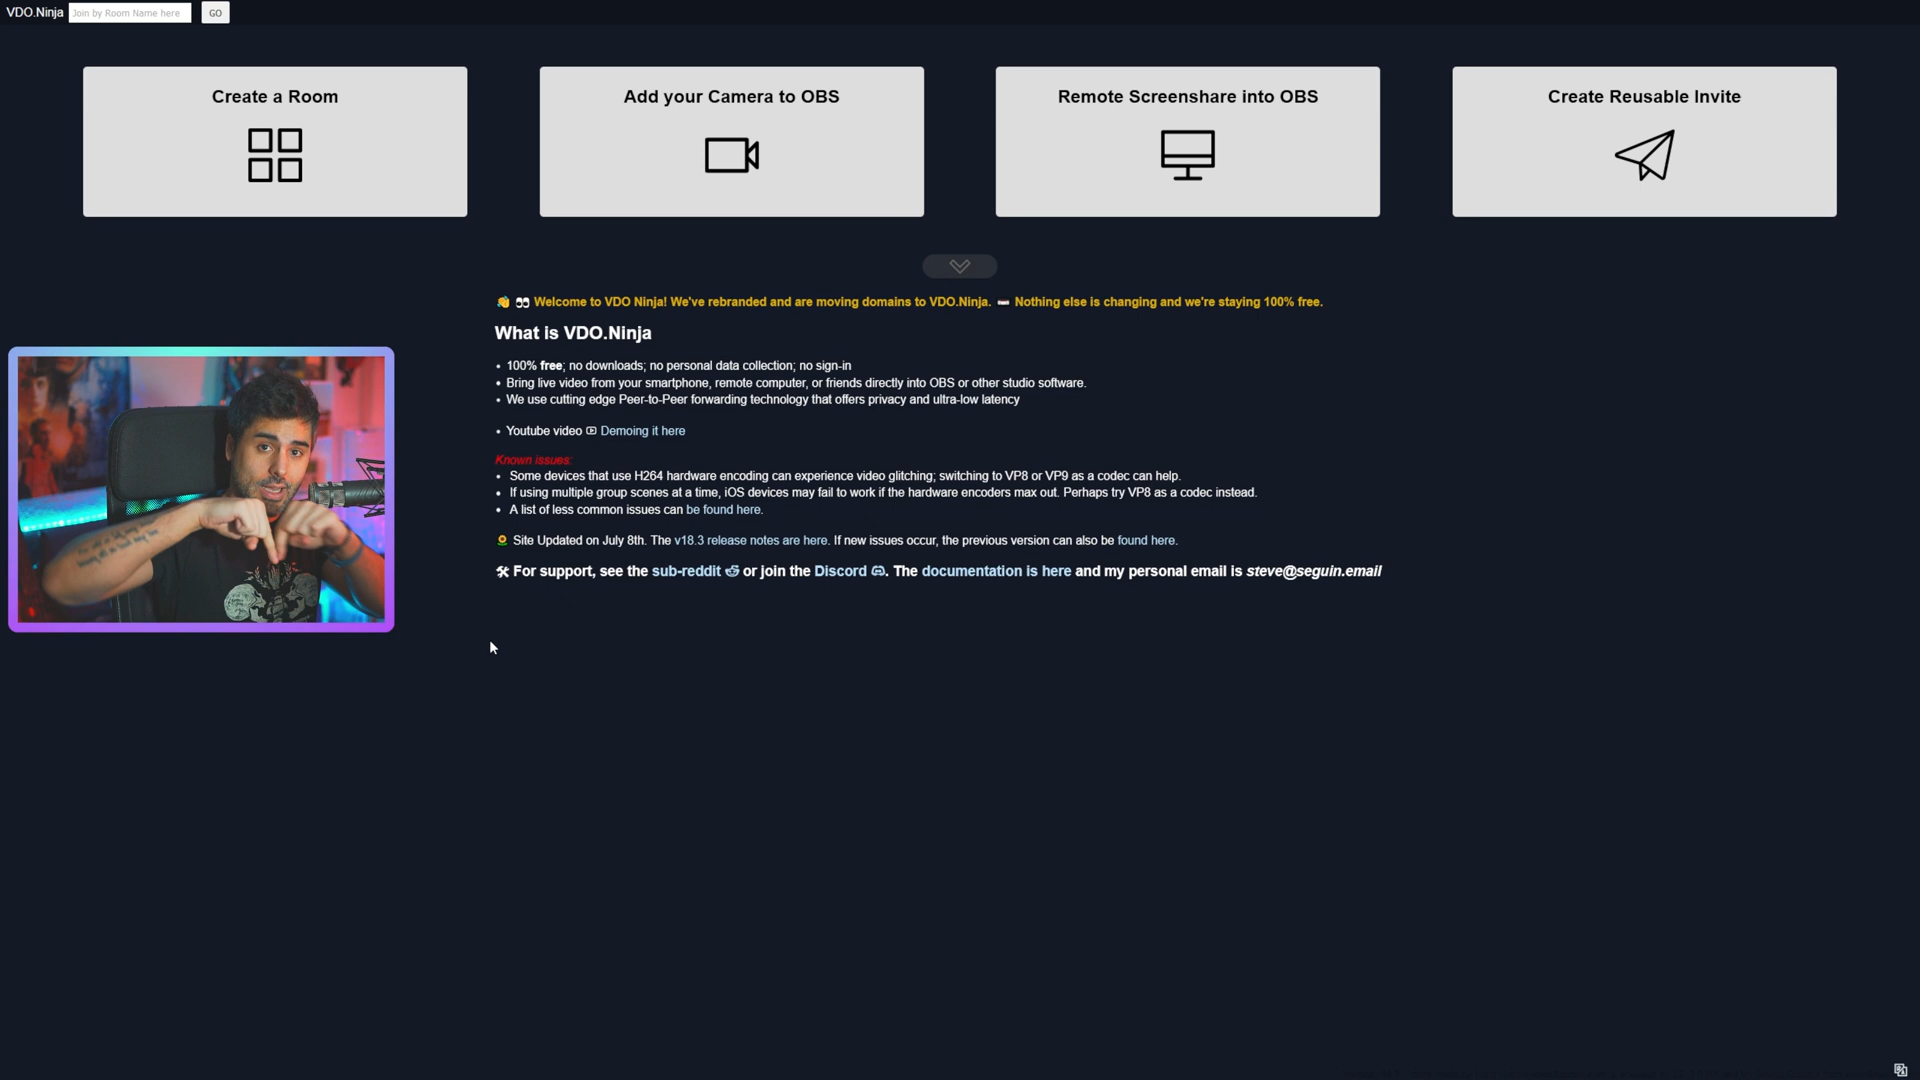 VDO.Ninja Join by Room Name here GO
Create a Room
Add your Camera to OBS
Remote Screenshare into OBS
Create Reusable Invite
Welcome to VDO Ninja! We've rebranded and are moving domains to VDO.Ninja. Nothing else is changing and we're staying 100% free.
What is VDO.Ninja
• 100% free; no downloads; no personal data collection; no sign-in
• Bring live video from your smartphone, remote computer, or friends directly into OBS or other studio software.
• We use cutting edge Peer-to-Peer forwarding technology that offers privacy and ultra-low latency
• Youtube video Demoing it here
Known issues:
• Some devices that use H264 hardware encoding can experience video glitching; switching to VP8 or VP9 as a codec can help.
• If using multiple group scenes at a time, iOS devices may fail to work if the hardware encoders max out. Perhaps try VP8 as a codec instead.
• A list of less common issues can be found here.
Site Updated on July 8th. The v18.3 release notes are here. If new issues occur, the previous version can also be found here.
For support, see the sub-reddit or join the Discord. The documentation is here and my personal email is steve@seguin.email